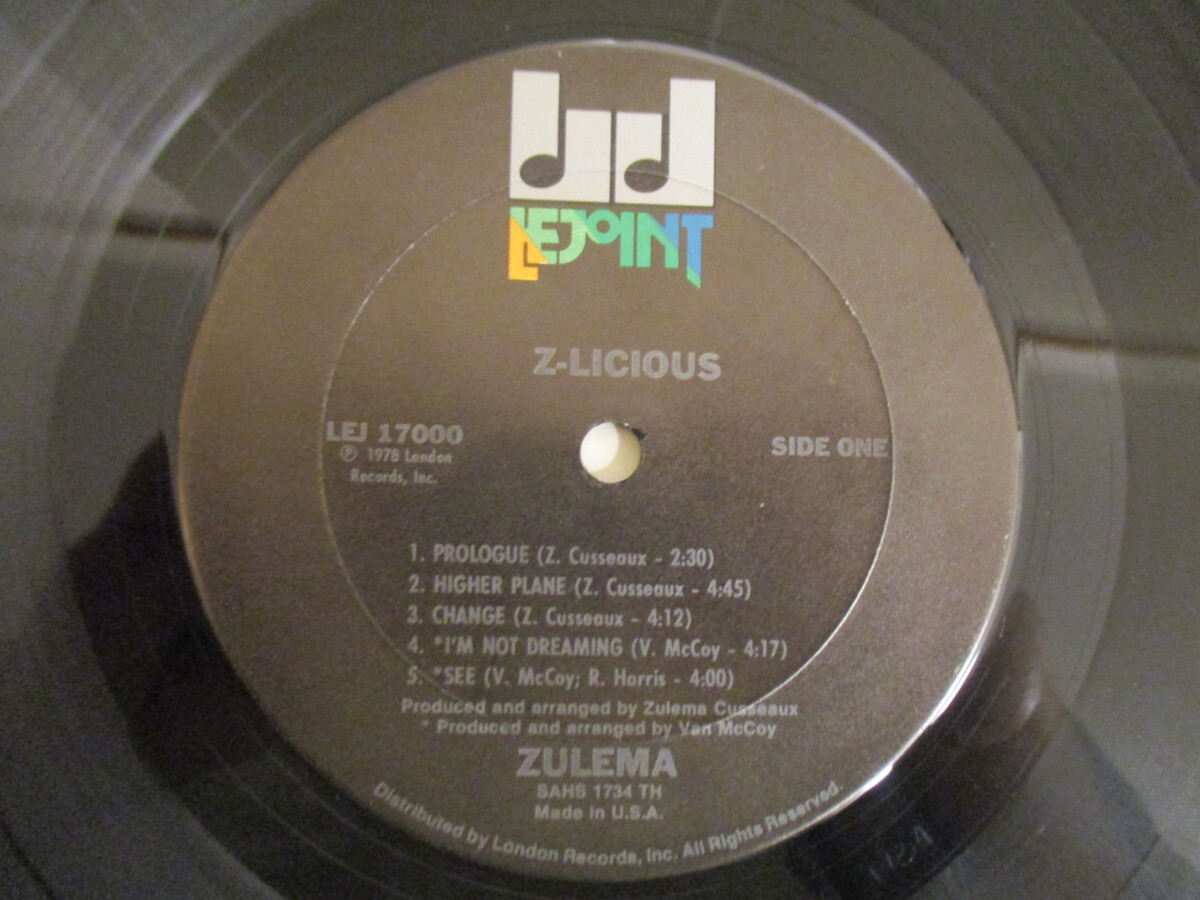 LEJOINT
Z-LICIOUS
LEJ 17000
℗ 1978 London
Records, Inc.
SIDE ONE
1. PROLOGUE (Z. Cusseaux - 2:30)
2. HIGHER PLANE (Z. Cusseaux - 4:45)
3. CHANGE (Z. Cusseaux - 4:12)
4. *I'M NOT DREAMING (V. McCoy - 4:17)
5. *SEE (V. McCoy; R. Harris - 4:00)
Produced and arranged by Zulema Cusseaux
* Produced and arranged by Van McCoy
ZULEMA
SAHS 1734 TH
Made in U.S.A.
Distributed by London Records, Inc. All Rights Reserved.